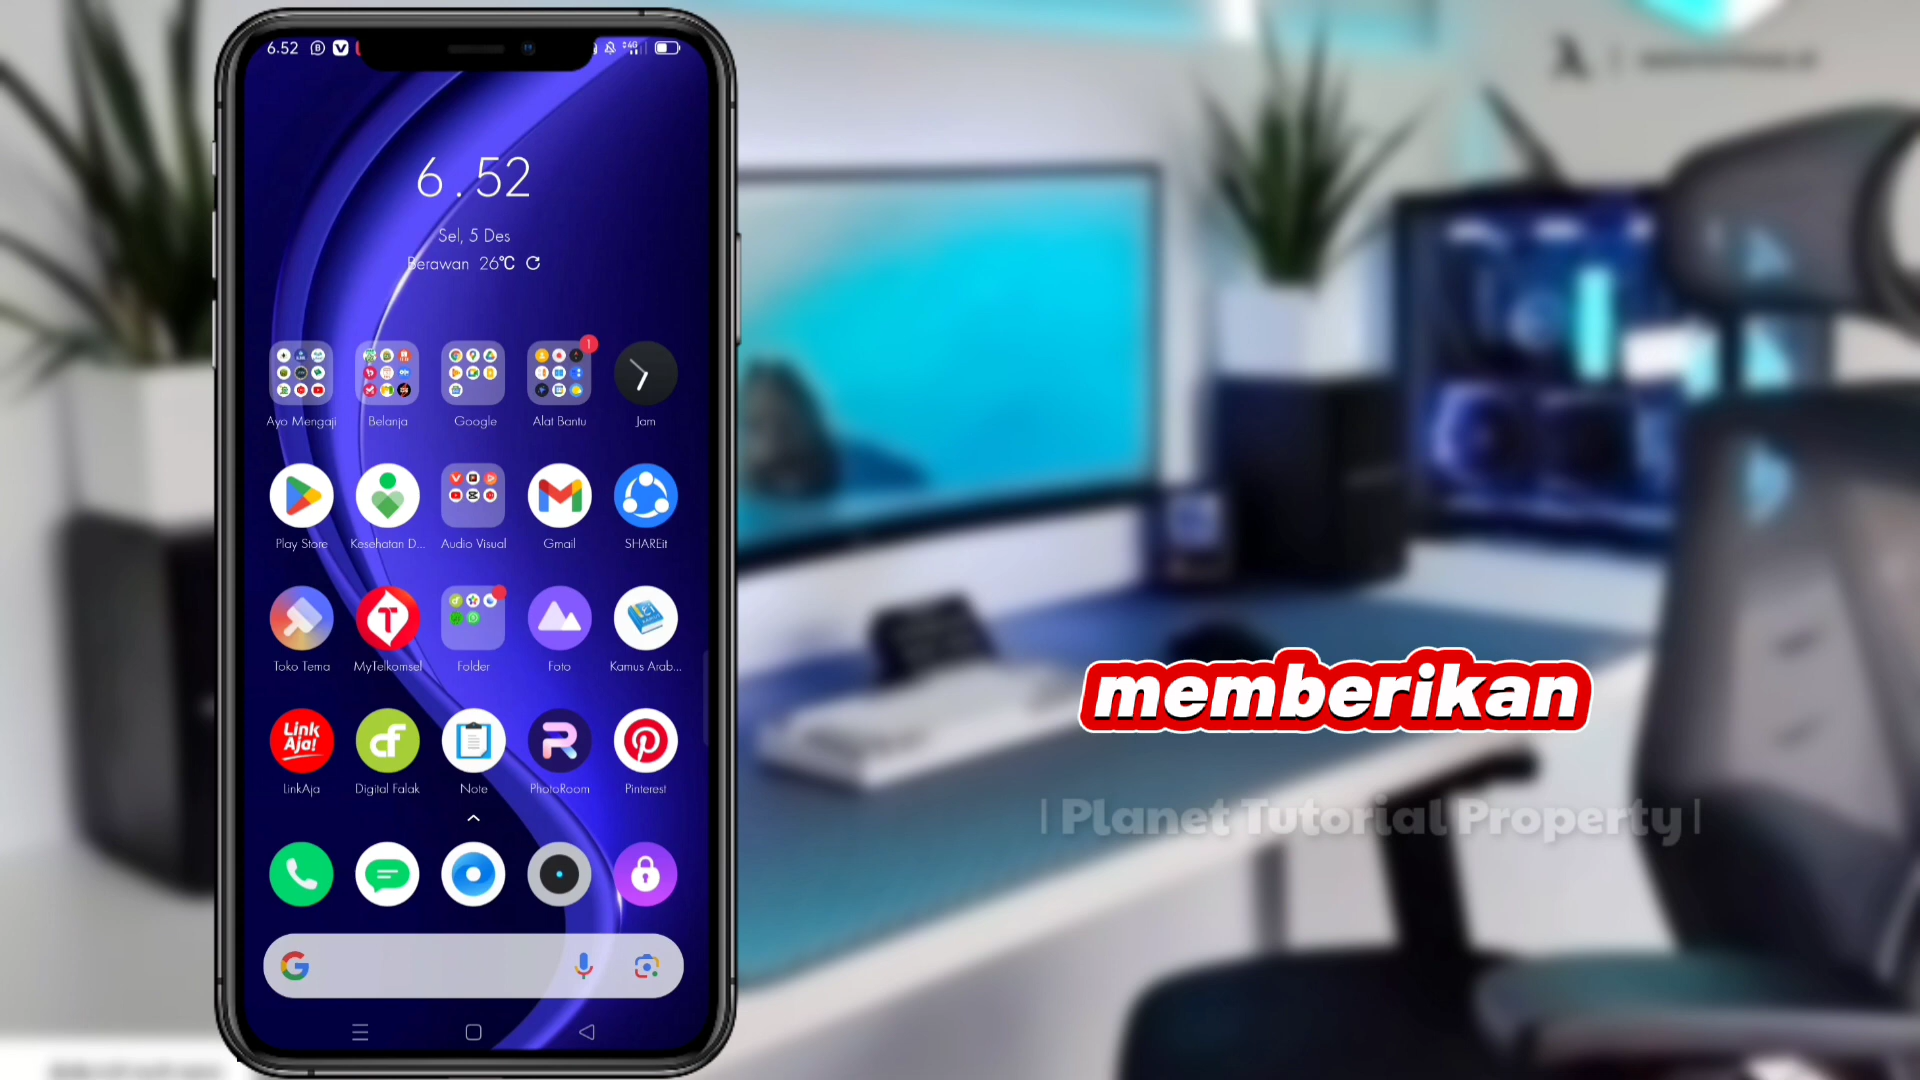 6.52
6.52
Sel, 5 Des
Berawan 26°C
1
Ayo Mengaji
Belanja
Google
Alat Bantu
Jam
Play Store
Kesehatan D...
Audio Visual
Gmail
SHAREit
Toko Tema
MyTelkomsel
Folder
Foto
Kamus Arab...
Link
Aja!
LinkAja
Digital Falak
Note
PhotoRoom
Pinterest
memberikan
| Planet Tutorial Property |